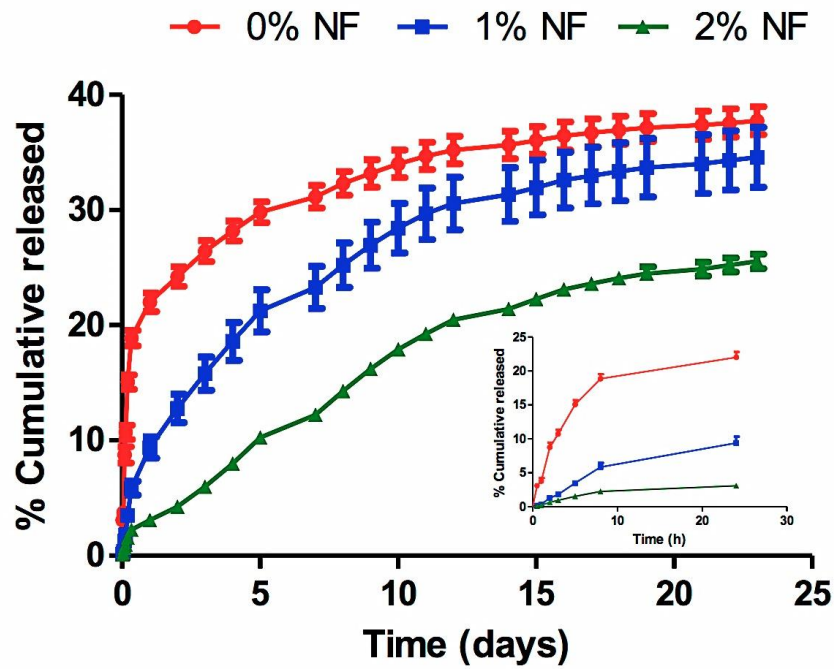 0% NF 1% NF 2% NF
% Cumulative released
40
30
20
10
0
0 5 10 15 20 25
Time (days)
% Cumulative released
25
20
15
10
5
0
0 10 20 30
Time (h)